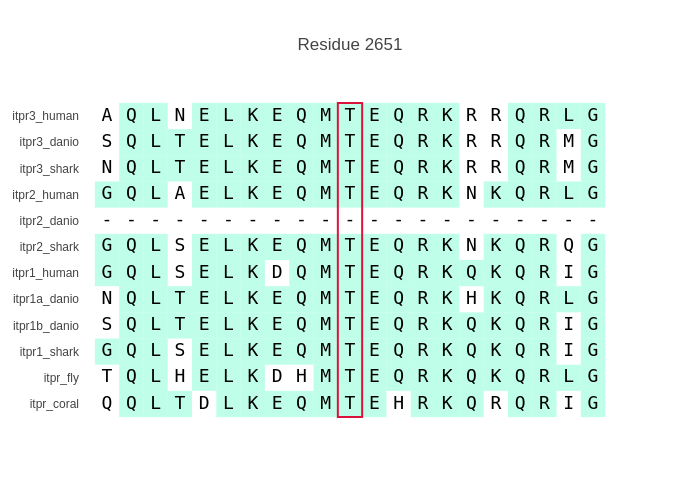 Residue 2651
itpr3_human A Q L N E L K E Q M T E Q R K R R Q R L G
itpr3_danio S Q L T E L K E Q M T E Q R K R R Q R M G
itpr3_shark N Q L T E L K E Q M T E Q R K R R Q R M G
itpr2_human G Q L A E L K E Q M T E Q R K N K Q R L G
itpr2_danio - - - - - - - - - - - - - - - - - - - - -
itpr2_shark G Q L S E L K E Q M T E Q R K N K Q R Q G
itpr1_human G Q L S E L K D Q M T E Q R K Q K Q R I G
itpr1a_danio N Q L T E L K E Q M T E Q R K H K Q R L G
itpr1b_danio S Q L T E L K E Q M T E Q R K Q K Q R I G
itpr1_shark G Q L S E L K E Q M T E Q R K Q K Q R I G
itpr_fly T Q L H E L K D H M T E Q R K Q K Q R L G
itpr_coral Q Q L T D L K E Q M T E H R K Q R Q R I G